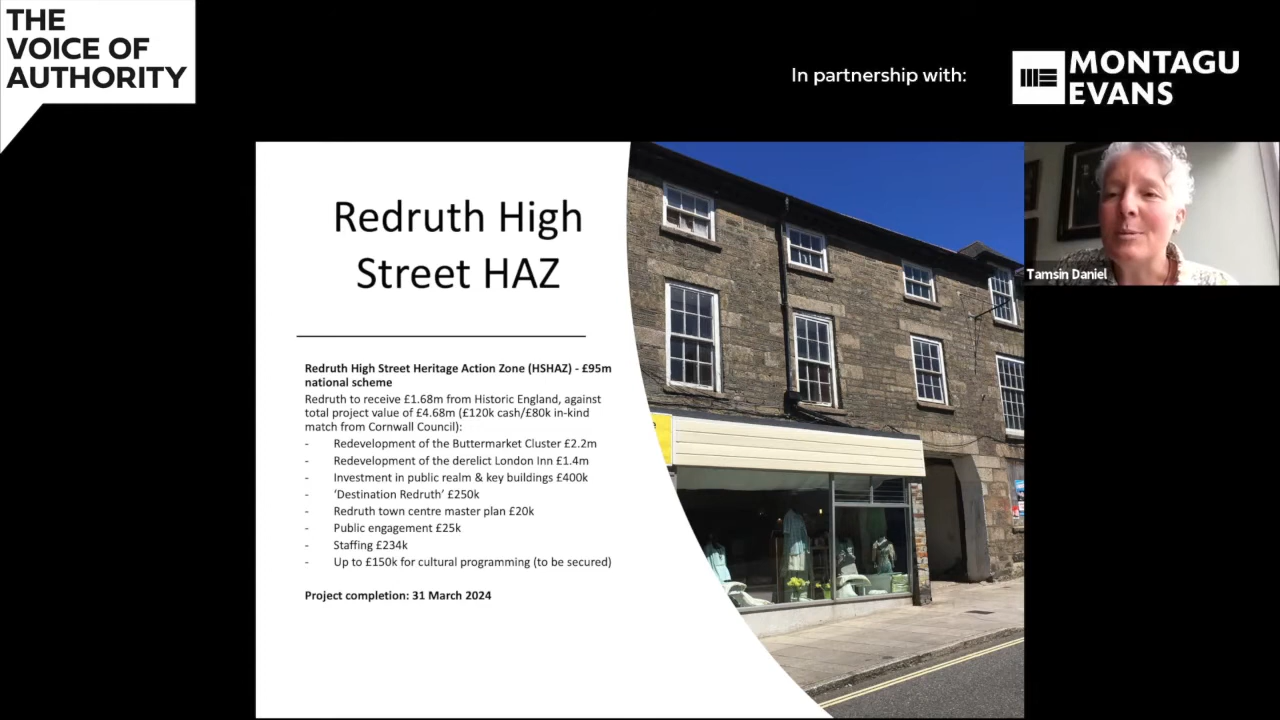 THE
VOICE OF
AUTHORITY
In partnership with:
MONTAGU
EVANS
Redruth High
Street HAZ
Redruth High Street Heritage Action Zone (HSHAZ) - £95m
national scheme
Redruth to receive £1.68m from Historic England, against
total project value of £4.68m (£120k cash/£80k in-kind
match from Cornwall Council):
- Redevelopment of the Buttermarket Cluster £2.2m
- Redevelopment of the derelict London Inn £1.4m
- Investment in public realm & key buildings £400k
- ‘Destination Redruth’ £250k
- Redruth town centre master plan £20k
- Public engagement £25k
- Staffing £234k
- Up to £150k for cultural programming (to be secured)
Project completion: 31 March 2024
Tamsin Daniel